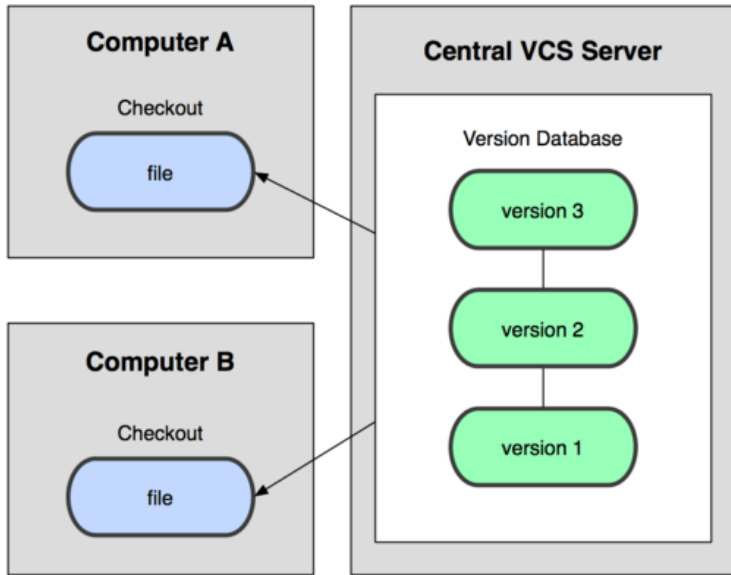 Computer A
Checkout
file
Computer B
Checkout
file
Central VCS Server
Version Database
version 3
version 2
version 1